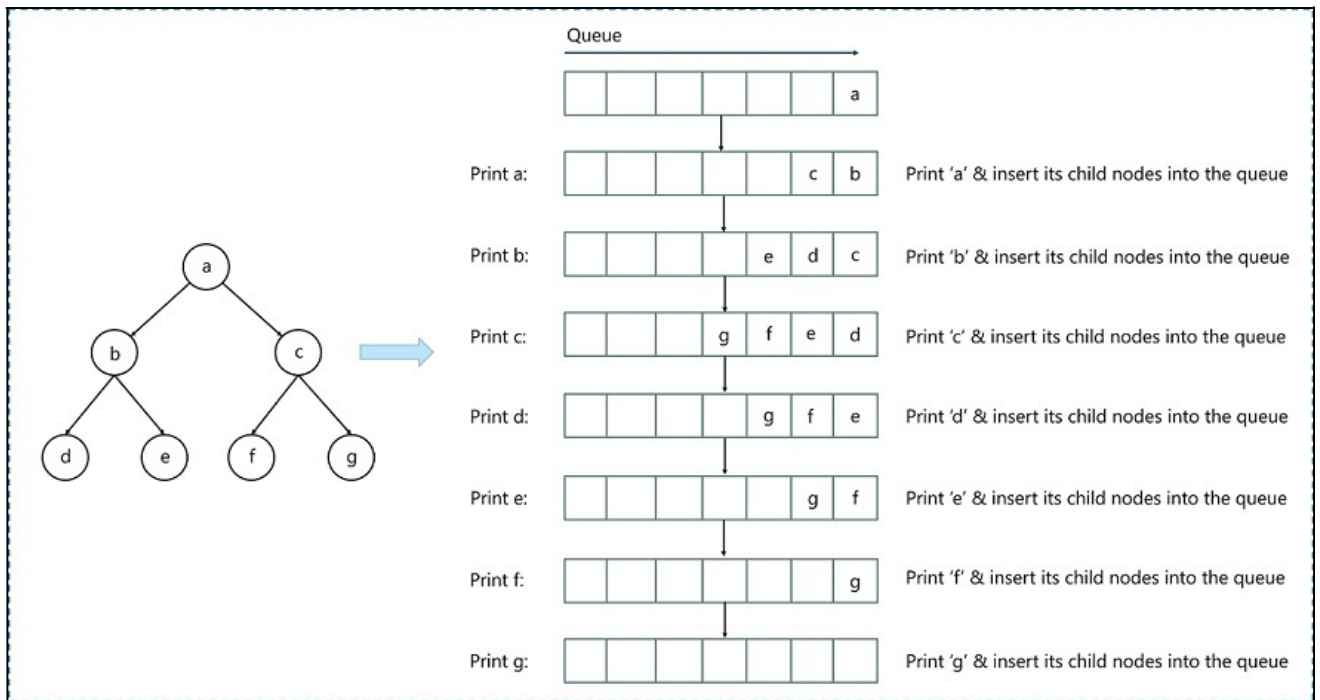 Queue
a
Print a: c b Print ‘a’ & insert its child nodes into the queue
Print b: e d c Print ‘b’ & insert its child nodes into the queue
Print c: g f e d Print ‘c’ & insert its child nodes into the queue
Print d: g f e Print ‘d’ & insert its child nodes into the queue
Print e: g f Print ‘e’ & insert its child nodes into the queue
Print f: g Print ‘f’ & insert its child nodes into the queue
Print g: Print ‘g’ & insert its child nodes into the queue
a
b c
d e f g